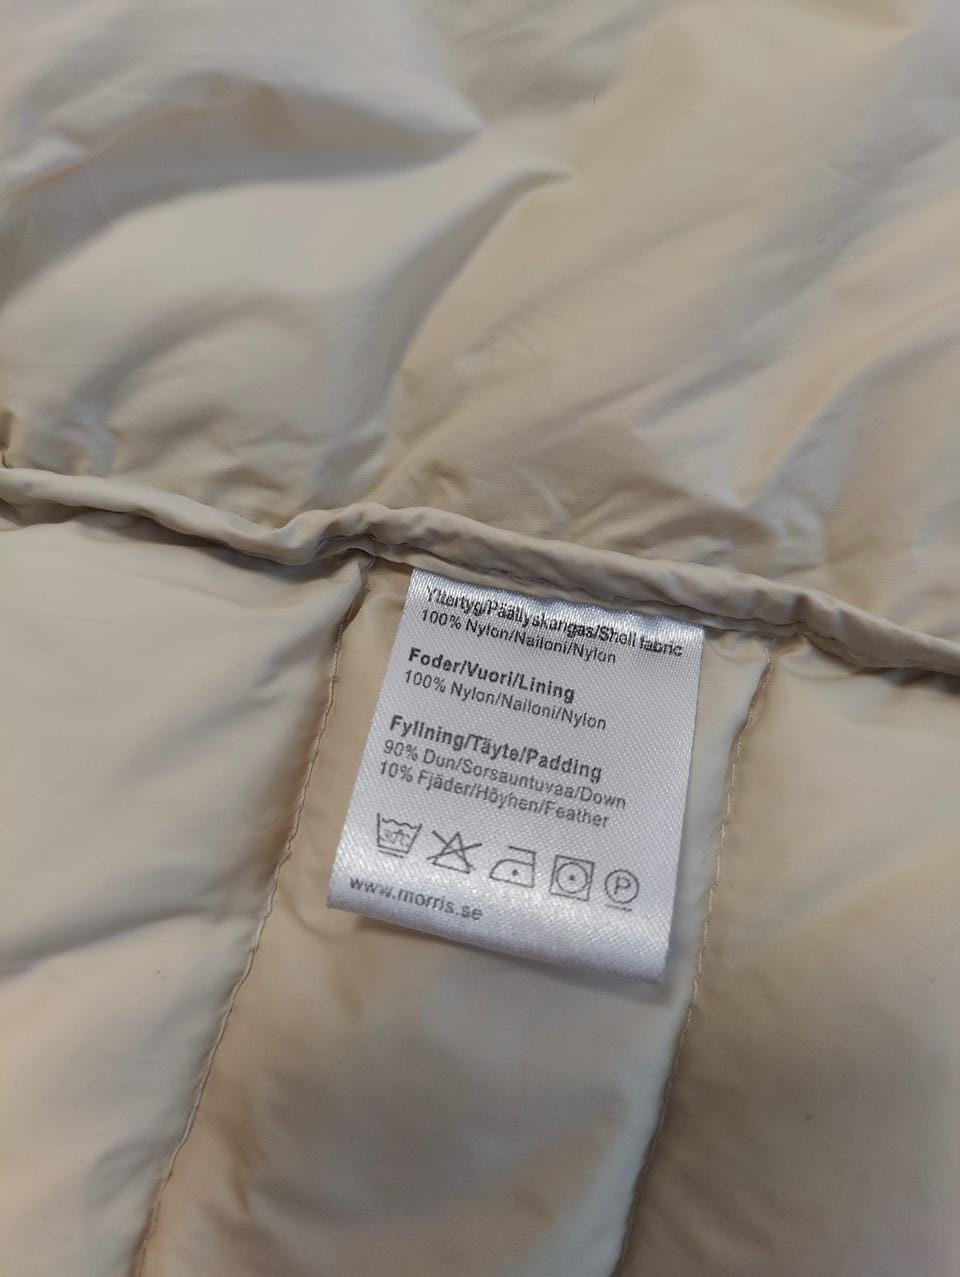 Yttertyg/Päällyskangas/Shell fabric
100% Nylon/Nailoni/Nylon
Foder/Vuori/Lining
100% Nylon/Nailoni/Nylon
Fyllning/Täyte/Padding
90% Dun/Sorsauntuvaa/Down
10% Fjäder/Höyhen/Feather
30°C
P
www.morris.se